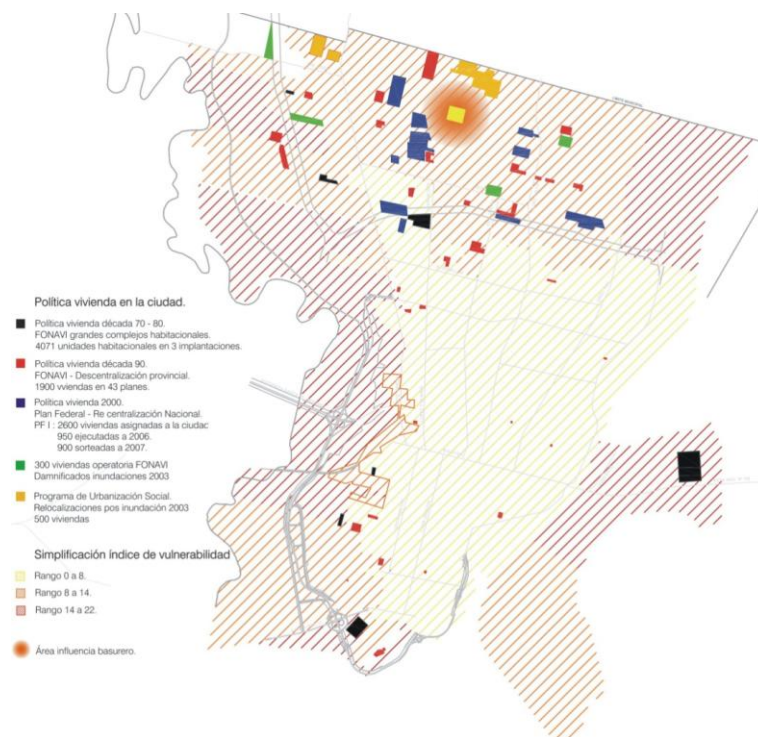 Política vivienda en la ciudad.
Política vivienda década 70 - 80.
FONAVI grandes complejos habitacionales.
4071 unidades habitacionales en 3 implantaciones.
Política vivienda década 90.
FONAVI - Descentralización provincial.
1900 vviendas en 43 planes.
Política vivienda 2000.
Plan Federal - Re centralización Nacional.
PF I : 2600 viviendas asignadas a la ciudac
950 ejecutadas a 2006.
900 sorteadas a 2007.
300 viviendas operatoria FONAVI
Damnificados inundaciones 2003
Programa de Urbanización Social.
Relocalizaciones pos inundación 2003
500 viviendas
Simplificación índice de vulnerabilidad
Rango 0 a 8.
Rango 8 a 14.
Rango 14 a 22.
Área influencia basurero.